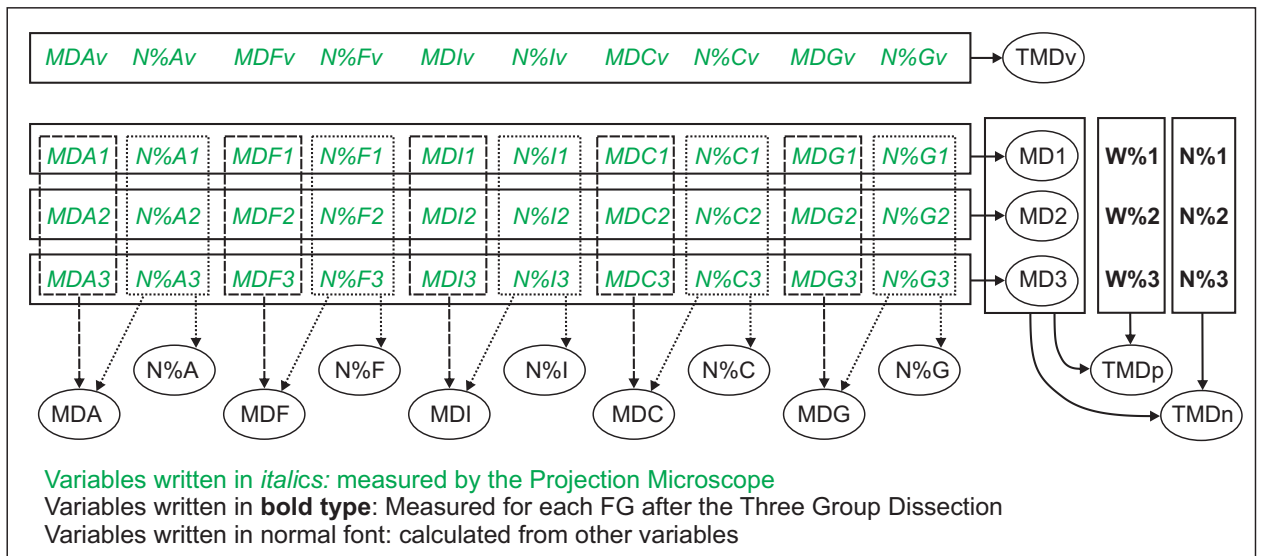 MDAv N%Av MDFv N%Fv MDIv N%Iv MDCv N%Cv MDGv N%Gv TMDv
MDA1 N%A1 MDF1 N%F1 MDI1 N%I1 MDC1 N%C1 MDG1 N%G1 MD1 W%1 N%1
MDA2 N%A2 MDF2 N%F2 MDI2 N%I2 MDC2 N%C2 MDG2 N%G2 MD2 W%2 N%2
MDA3 N%A3 MDF3 N%F3 MDI3 N%I3 MDC3 N%C3 MDG3 N%G3 MD3 W%3 N%3
N%A N%F N%I N%C N%G TMDp
MDA MDF MDI MDC MDG TMDn
Variables written in italics: measured by the Projection Microscope
Variables written in bold type: Measured for each FG after the Three Group Dissection
Variables written in normal font: calculated from other variables